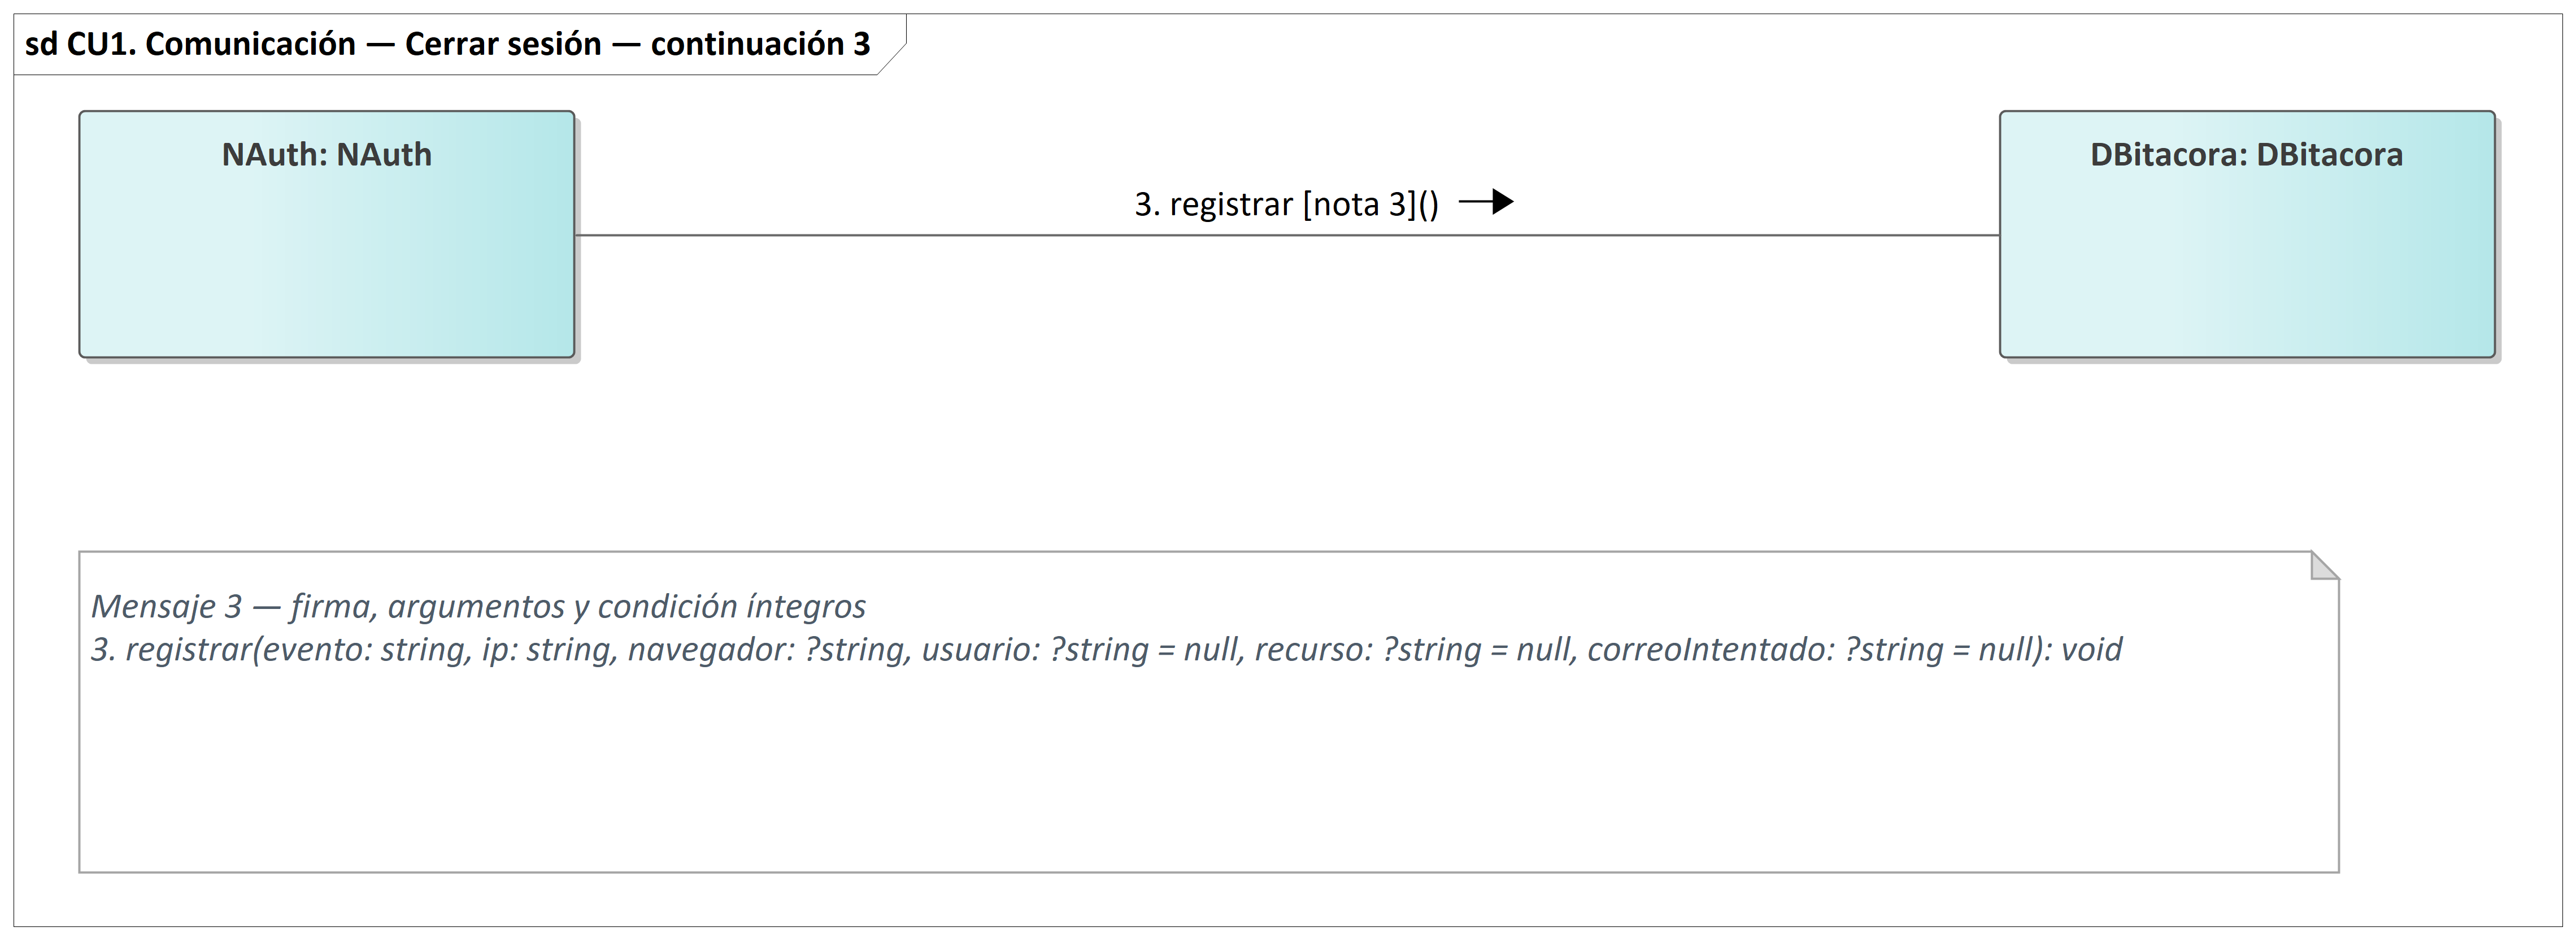 sd CU1. Comunicación — Cerrar sesión — continuación 3
NAuth: NAuth
DBitacora: DBitacora
3. registrar [nota 3]()
Mensaje 3 — firma, argumentos y condición íntegros
3. registrar(evento: string, ip: string, navegador: ?string, usuario: ?string = null, recurso: ?string = null, correoIntentado: ?string = null): void